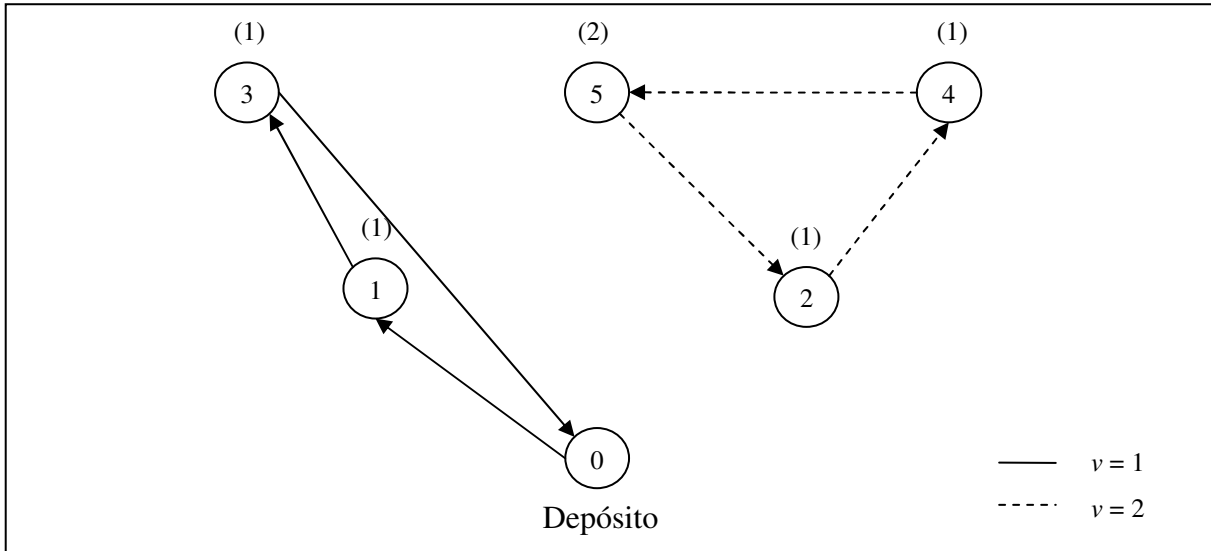 (1) (2) (1)
3 5 4
(1)
(1)
1
2
0
Depósito
v = 1
v = 2